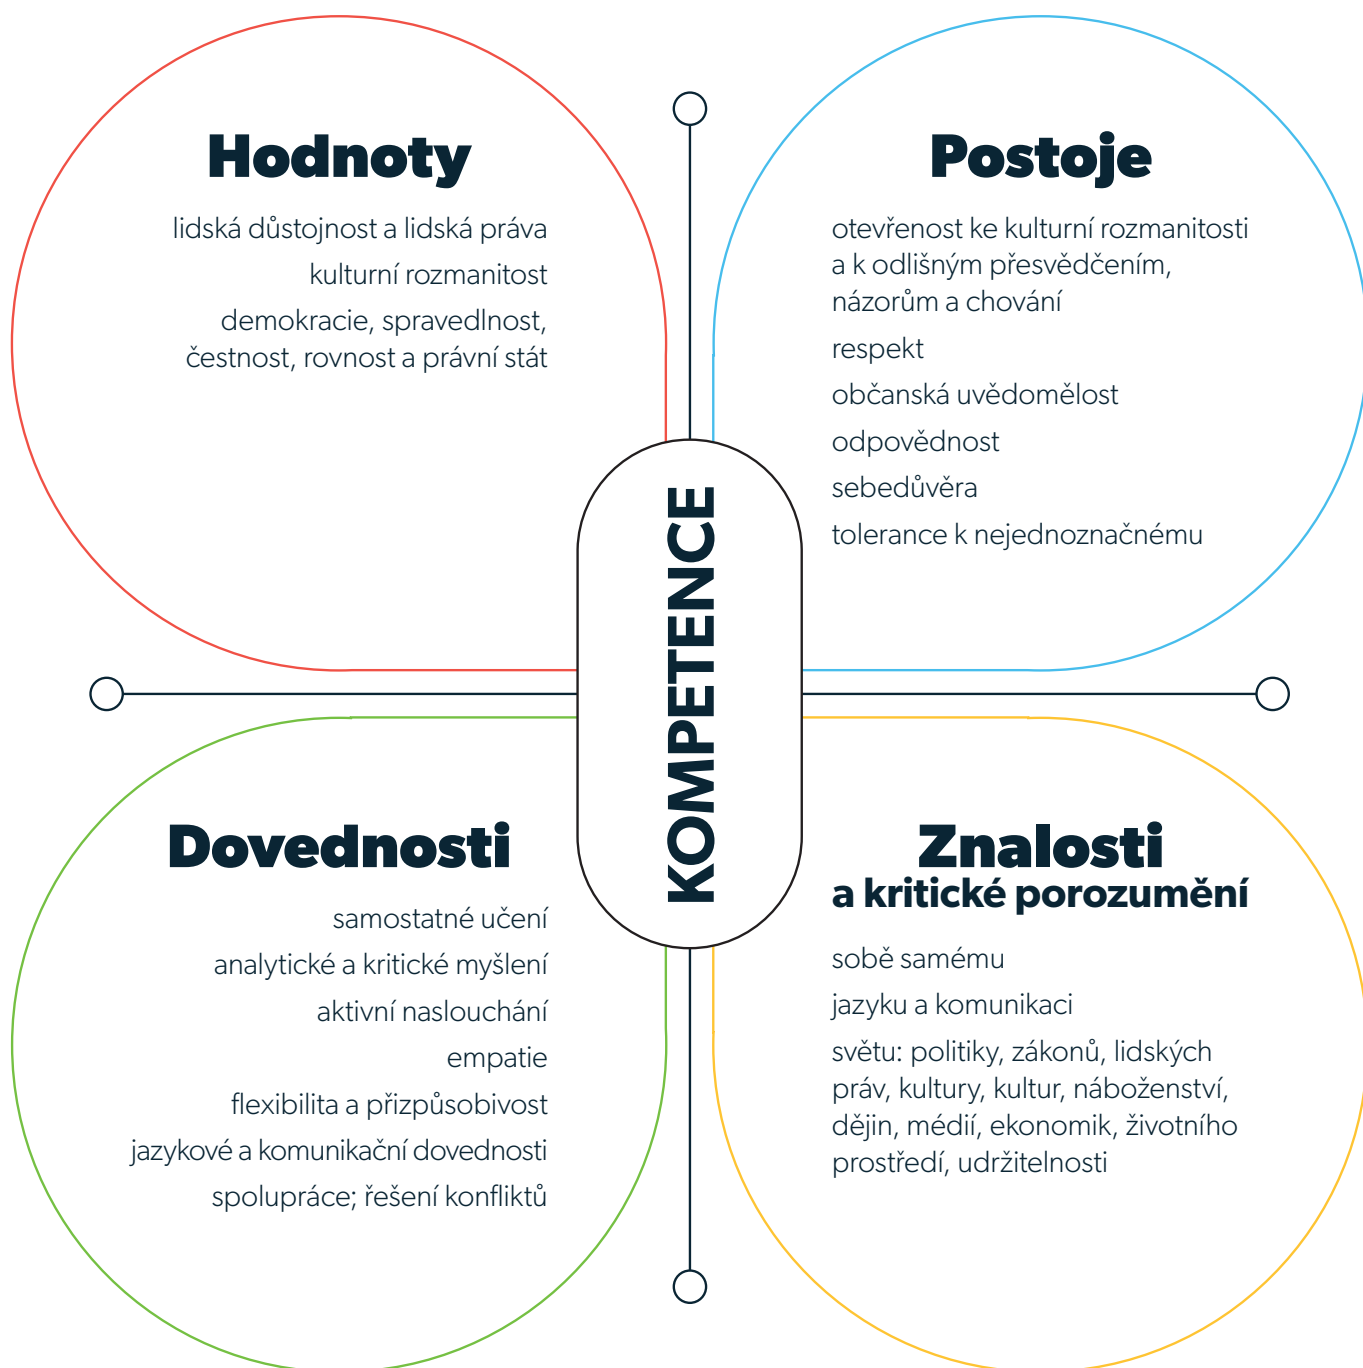 Hodnoty
lidská důstojnost a lidská práva
kulturní rozmanitost
demokracie, spravedlnost,
čestnost, rovnost a právní stát
Postoje
otevřenost ke kulturní rozmanitosti
a k odlišným přesvědčením,
názorům a chování
respekt
občanská uvědomělost
odpovědnost
sebedůvěra
tolerance k nejednoznačnému
KOMPETENCE
Dovednosti
samostatné učení
analytické a kritické myšlení
aktivní naslouchání
empatie
flexibilita a přizpůsobivost
jazykové a komunikační dovednosti
spolupráce; řešení konfliktů
Znalosti
a kritické porozumění
sobě samému
jazyku a komunikaci
světu: politiky, zákonů, lidských
práv, kultury, kultur, náboženství,
dějin, médií, ekonomik, životního
prostředí, udržitelnosti